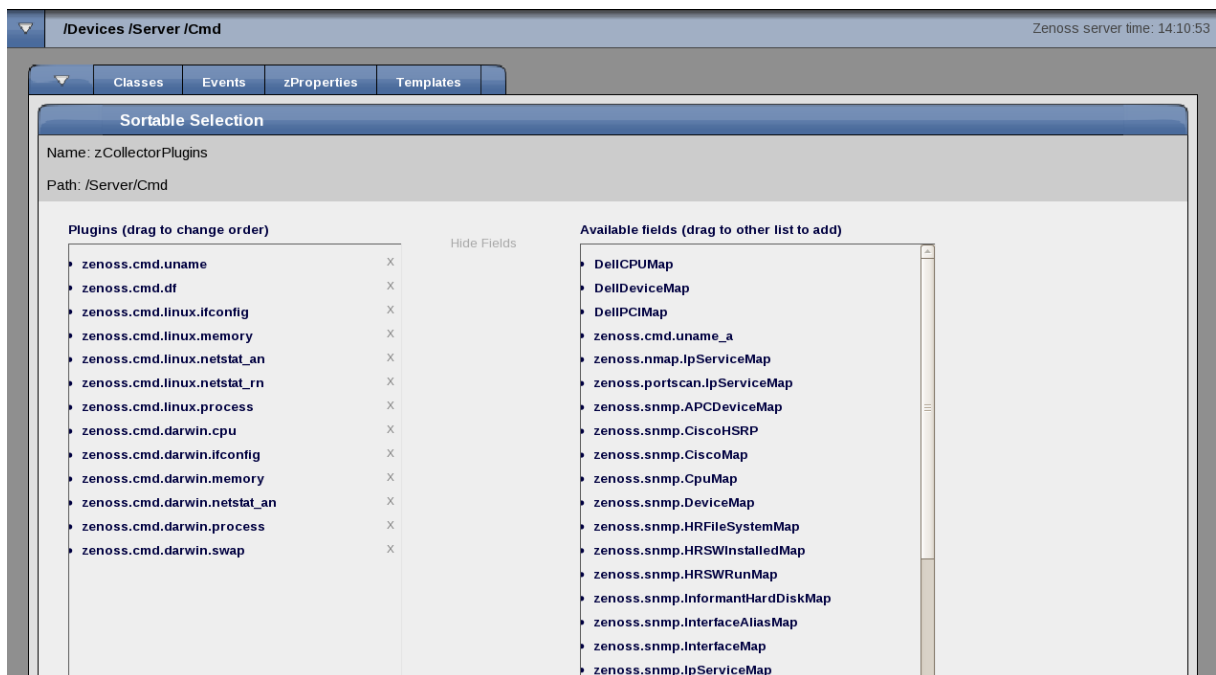 /Devices /Server /Cmd
Zenoss server time: 14:10:53
Classes
Events
zProperties
Templates
Sortable Selection
Name: zCollectorPlugins
Path: /Server/Cmd
Plugins (drag to change order)
zenoss.cmd.uname x
zenoss.cmd.df x
zenoss.cmd.linux.ifconfig x
zenoss.cmd.linux.memory x
zenoss.cmd.linux.netstat_an x
zenoss.cmd.linux.netstat_rn x
zenoss.cmd.linux.process x
zenoss.cmd.darwin.cpu x
zenoss.cmd.darwin.ifconfig x
zenoss.cmd.darwin.memory x
zenoss.cmd.darwin.netstat_an x
zenoss.cmd.darwin.process x
zenoss.cmd.darwin.swap x
Hide Fields
Available fields (drag to other list to add)
DellCPUMap
DellDeviceMap
DellPCIMap
zenoss.cmd.uname_a
zenoss.nmap.IpServiceMap
zenoss.portscan.IpServiceMap
zenoss.snmp.APCDeviceMap
zenoss.snmp.CiscoHSRP
zenoss.snmp.CiscoMap
zenoss.snmp.CpuMap
zenoss.snmp.DeviceMap
zenoss.snmp.HRFileSystemMap
zenoss.snmp.HRSWInstalledMap
zenoss.snmp.HRSWRunMap
zenoss.snmp.InformantHardDiskMap
zenoss.snmp.InterfaceAliasMap
zenoss.snmp.InterfaceMap
zenoss.snmp.IpServiceMap